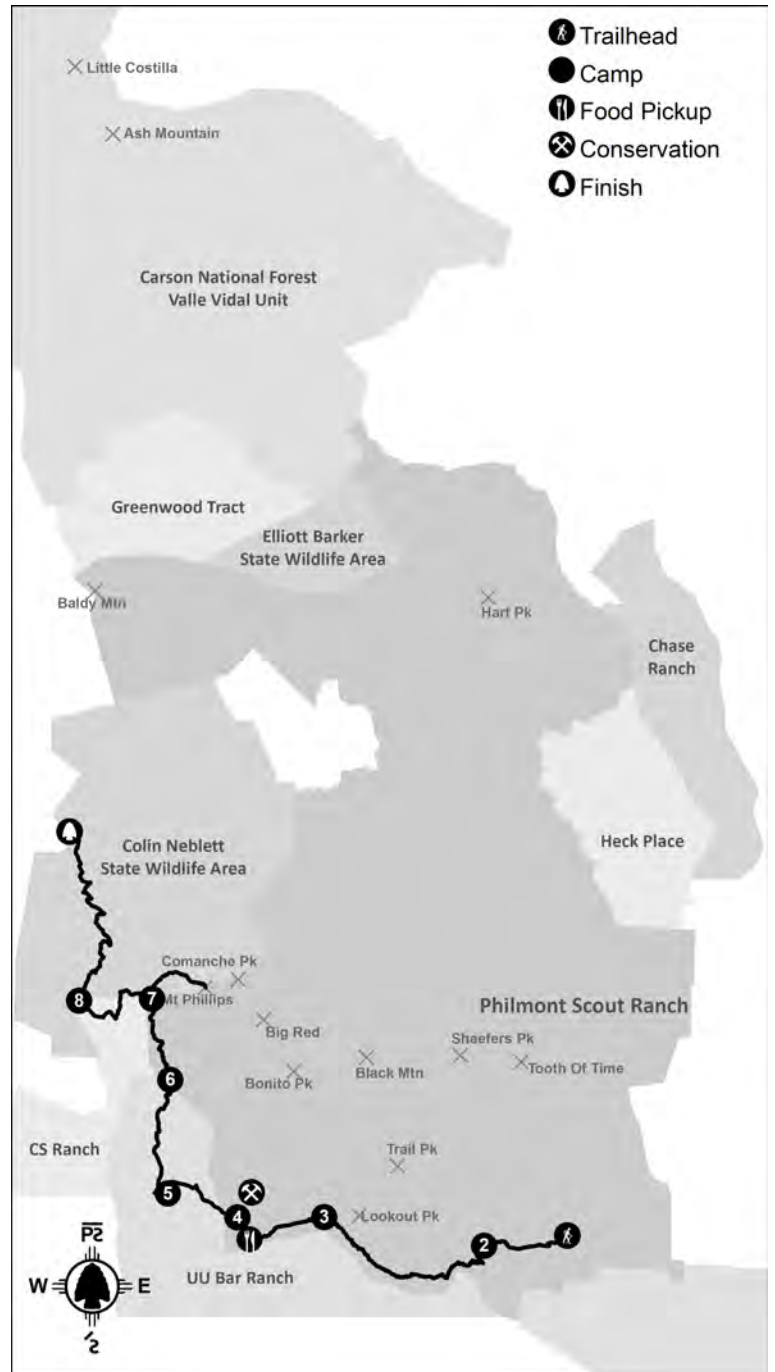 Trailhead
Camp
Food Pickup
Conservation
Finish
Little Costilla
Ash Mountain
Carson National Forest
Valle Vidal Unit
Greenwood Tract
Elliott Barker
State Wildlife Area
Baldy Mtn
Hart Pk
Chase
Ranch
Heck Place
Colin Neblett
State Wildlife Area
Comanche Pk
Mt Phillips
8
7
Philmont Scout Ranch
Big Red
Shaefers Pk
Black Mtn
Tooth Of Time
Bonito Pk
6
CS Ranch
Trail Pk
5
4
3
Lookout Pk
2
UU Bar Ranch
W
E